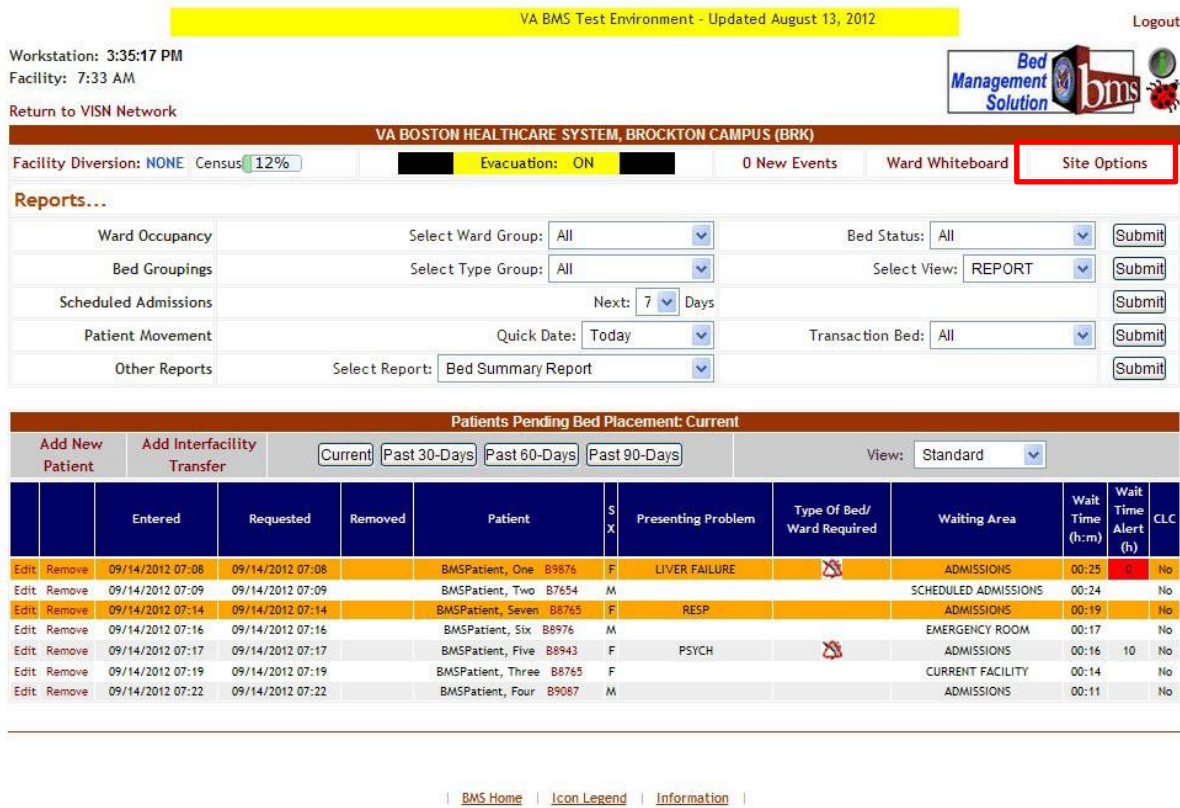 VA BMS Test Environment - Updated August 13, 2012
Logout
Workstation: 3:35:17 PM
Facility: 7:33 AM
Return to VISN Network
Bed Management Solution
bms
VA BOSTON HEALTHCARE SYSTEM, BROCKTON CAMPUS (BRK)
Facility Diversion: NONE Census 12% Evacuation: ON 0 New Events Ward Whiteboard Site Options
Reports...
Ward Occupancy Select Ward Group: All Bed Status: All Submit
Bed Groupings Select Type Group: All Select View: REPORT Submit
Scheduled Admissions Next: 7 Days Submit
Patient Movement Quick Date: Today Transaction Bed: All Submit
Other Reports Select Report: Bed Summary Report Submit
Patients Pending Bed Placement: Current
Add New Patient Add Interfacility Transfer Current Past 30-Days Past 60-Days Past 90-Days View: Standard
Entered Requested Removed Patient SX Presenting Problem Type Of Bed/ Ward Required Waiting Area Wait Time (h:m) Wait Time Alert (h) CLC
Edit Remove 09/14/2012 07:08 09/14/2012 07:08 BMSPatient, One B9876 F LIVER FAILURE ADMISSIONS 00:25 0 No
Edit Remove 09/14/2012 07:09 09/14/2012 07:09 BMSPatient, Two B7654 M SCHEDULED ADMISSIONS 00:24 No
Edit Remove 09/14/2012 07:14 09/14/2012 07:14 BMSPatient, Seven B8765 F RESP ADMISSIONS 00:19 No
Edit Remove 09/14/2012 07:16 09/14/2012 07:16 BMSPatient, Six B8976 M EMERGENCY ROOM 00:17 No
Edit Remove 09/14/2012 07:17 09/14/2012 07:17 BMSPatient, Five B8943 F PSYCH ADMISSIONS 00:16 10 No
Edit Remove 09/14/2012 07:19 09/14/2012 07:19 BMSPatient, Three B8765 F CURRENT FACILITY 00:14 No
Edit Remove 09/14/2012 07:22 09/14/2012 07:22 BMSPatient, Four B9087 M ADMISSIONS 00:11 No
| BMS Home | Icon Legend | Information |